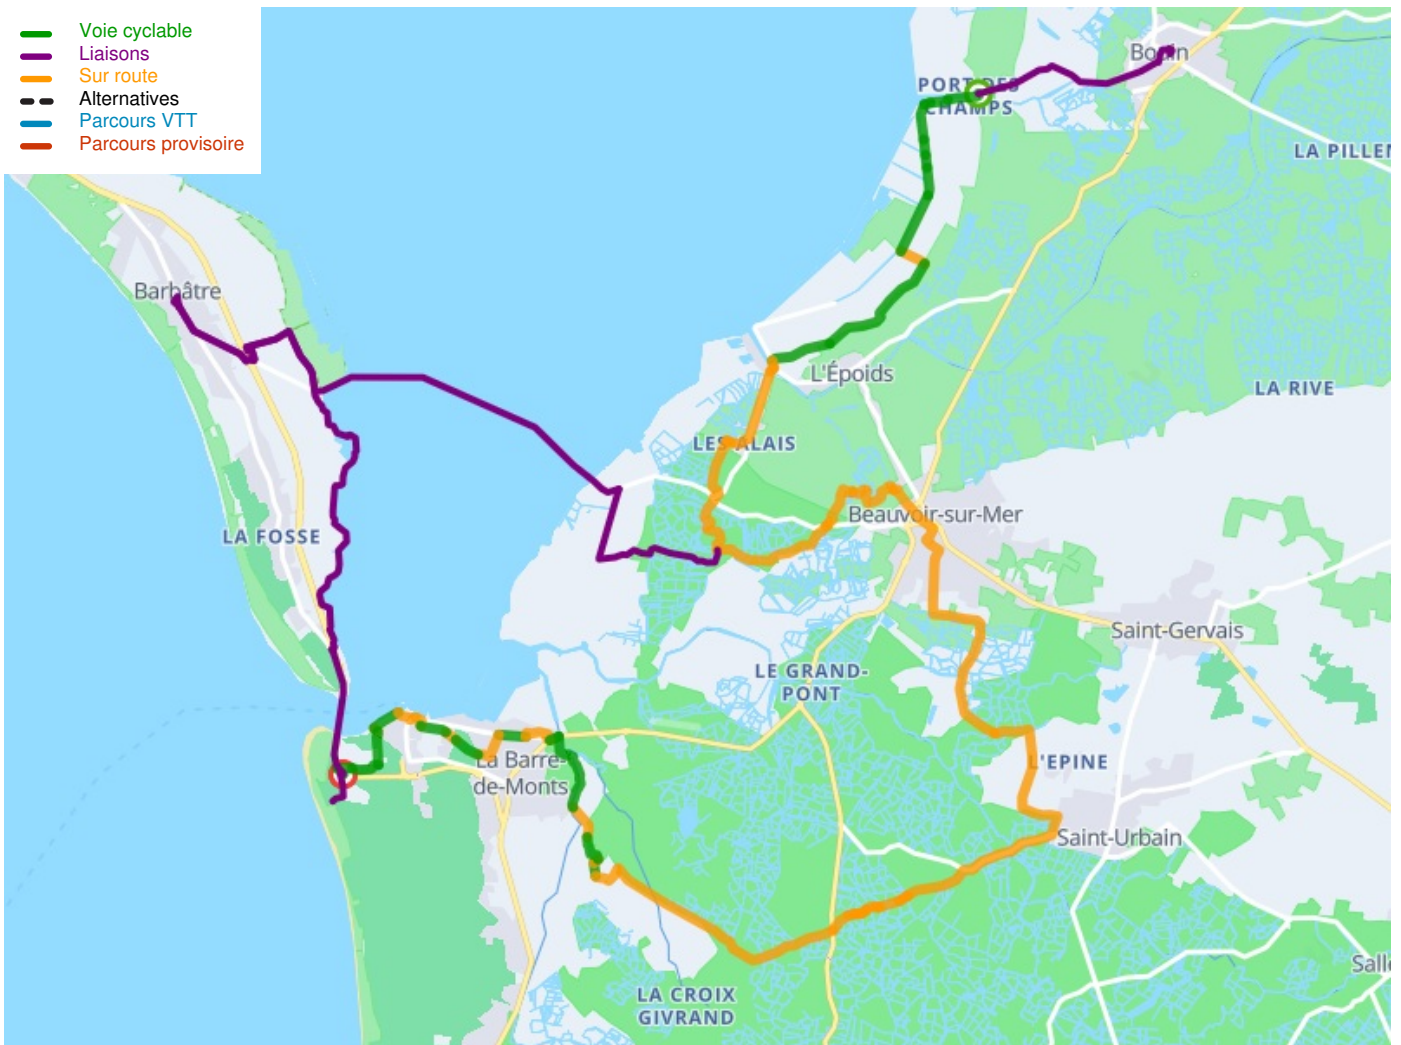 Voie cyclable
Liaisons
Sur route
Alternatives
Parcours VTT
Parcours provisoire
Bouin
PORT DES
CHAMPS
LA PILLEN
Barbâtre
L'Époids
LA RIVE
LES ALAIS
Beauvoir-sur-Mer
LA FOSSE
Saint-Gervais
LE GRAND-
PONT
La Barre-
de-Monts
L'EPINE
Saint-Urbain
Salle
LA CROIX
GIVRAND